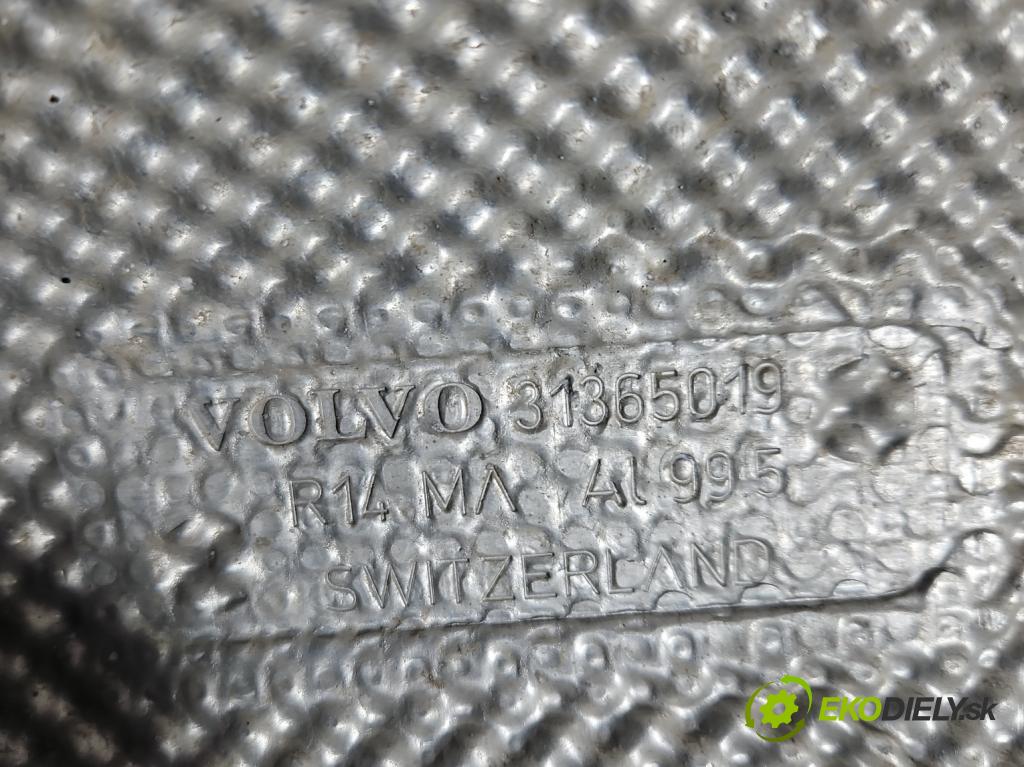 VOLVO 31365019
R14 MA Al 99.5
SWITZERLAND
EKODIELY.sk